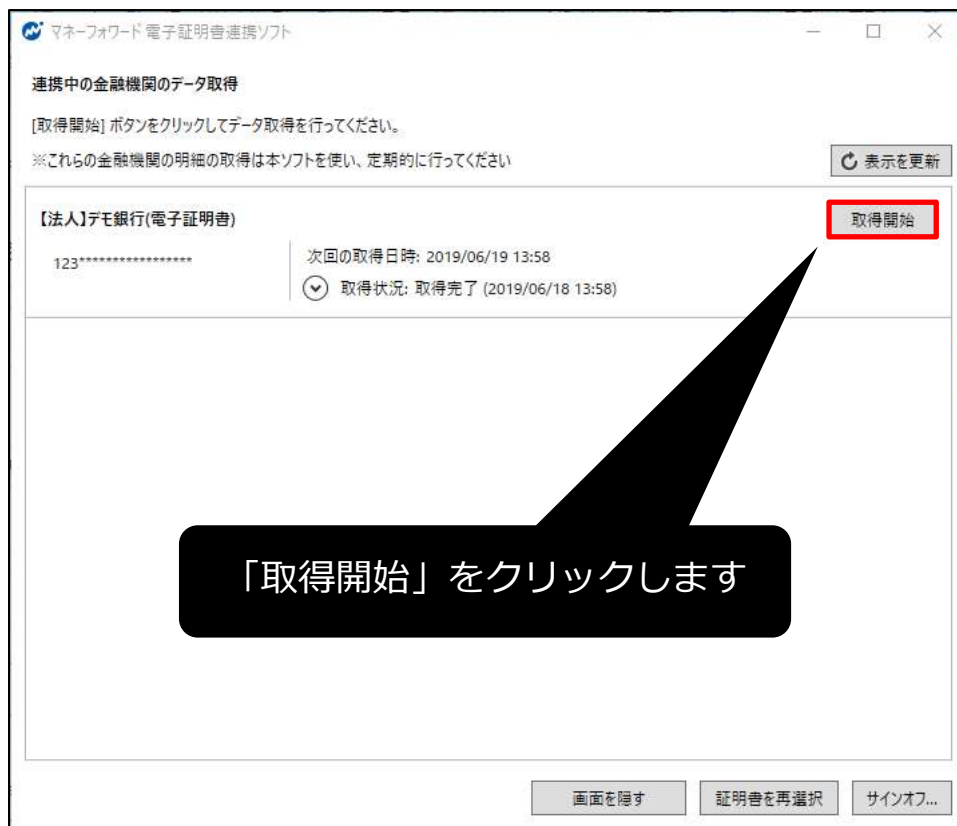 マネーフォワード 電子証明書連携ソフト
連携中の金融機関のデータ取得
[取得開始] ボタンをクリックしてデータ取得を行ってください。
※これらの金融機関の明細の取得は本ソフトを使い、定期的に行ってください
表示を更新
【法人】デモ銀行(電子証明書)
取得開始
123*****************
次回の取得日時: 2019/06/19 13:58
取得状況: 取得完了 (2019/06/18 13:58)
「取得開始」をクリックします
画面を隠す
証明書を再選択
サインオフ...